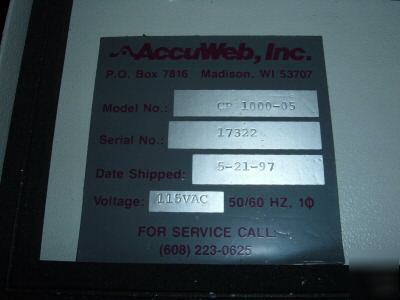 AccuWeb, Inc.
P.O. Box 7816 Madison, WI 53707
Model No.: CP 1000-05
Serial No.: 17322
Date Shipped: 5-21-97
Voltage: 115VAC 50/60 HZ, 1Φ
FOR SERVICE CALL:
(608) 223-0625